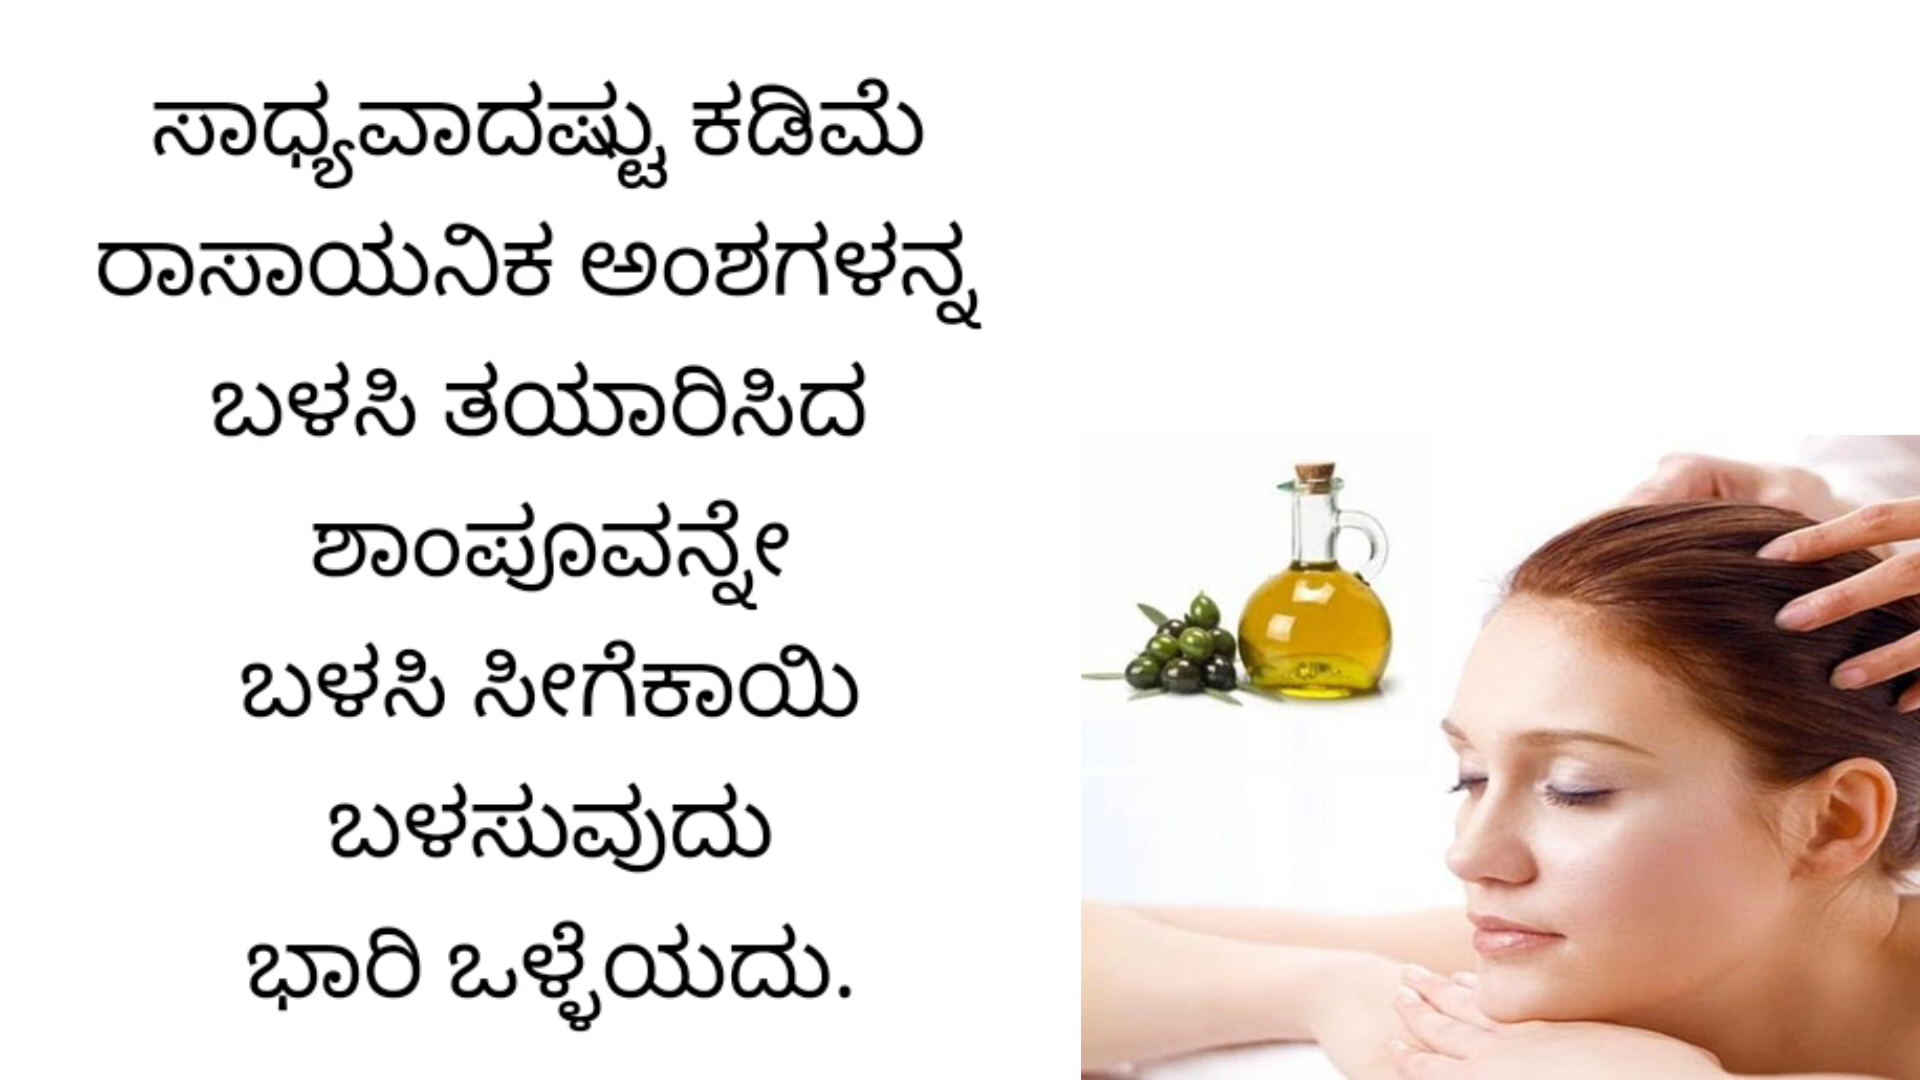 ಸಾಧ್ಯವಾದಷ್ಟು ಕಡಿಮೆ
ರಾಸಾಯನಿಕ ಅಂಶಗಳನ್ನ
ಬಳಸಿ ತಯಾರಿಸಿದ
ಶಾಂಪೂವನ್ನೇ
ಬಳಸಿ ಸೀಗೆಕಾಯಿ
ಬಳಸುವುದು
ಭಾರಿ ಒಳ್ಳೆಯದು.